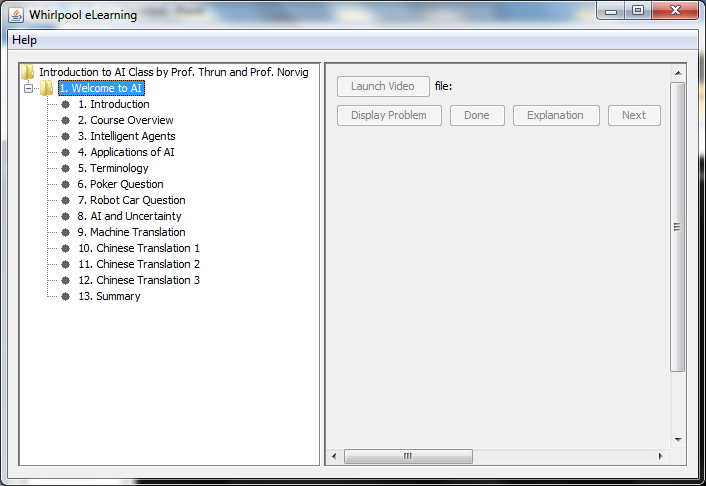 Whirlpool eLearning
Help
Introduction to AI Class by Prof. Thrun and Prof. Norvig
1. Welcome to AI
1. Introduction
2. Course Overview
3. Intelligent Agents
4. Applications of AI
5. Terminology
6. Poker Question
7. Robot Car Question
8. AI and Uncertainty
9. Machine Translation
10. Chinese Translation 1
11. Chinese Translation 2
12. Chinese Translation 3
13. Summary
Launch Video file:
Display Problem Done Explanation Next